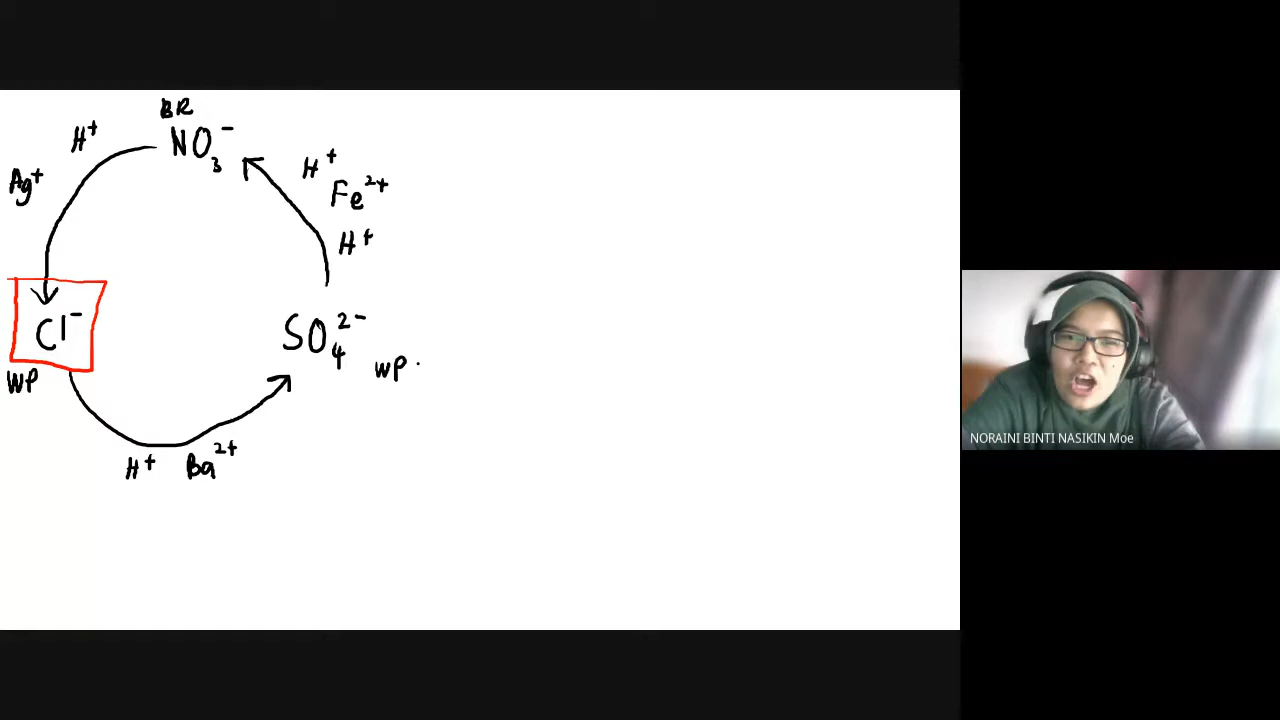 BR
NO₃⁻
H⁺
Ag⁺
H⁺
Fe²⁺
H⁺
Cl⁻
WP
SO₄²⁻
WP
H⁺ Ba²⁺
NORAINI BINTI NASIKIN Moe